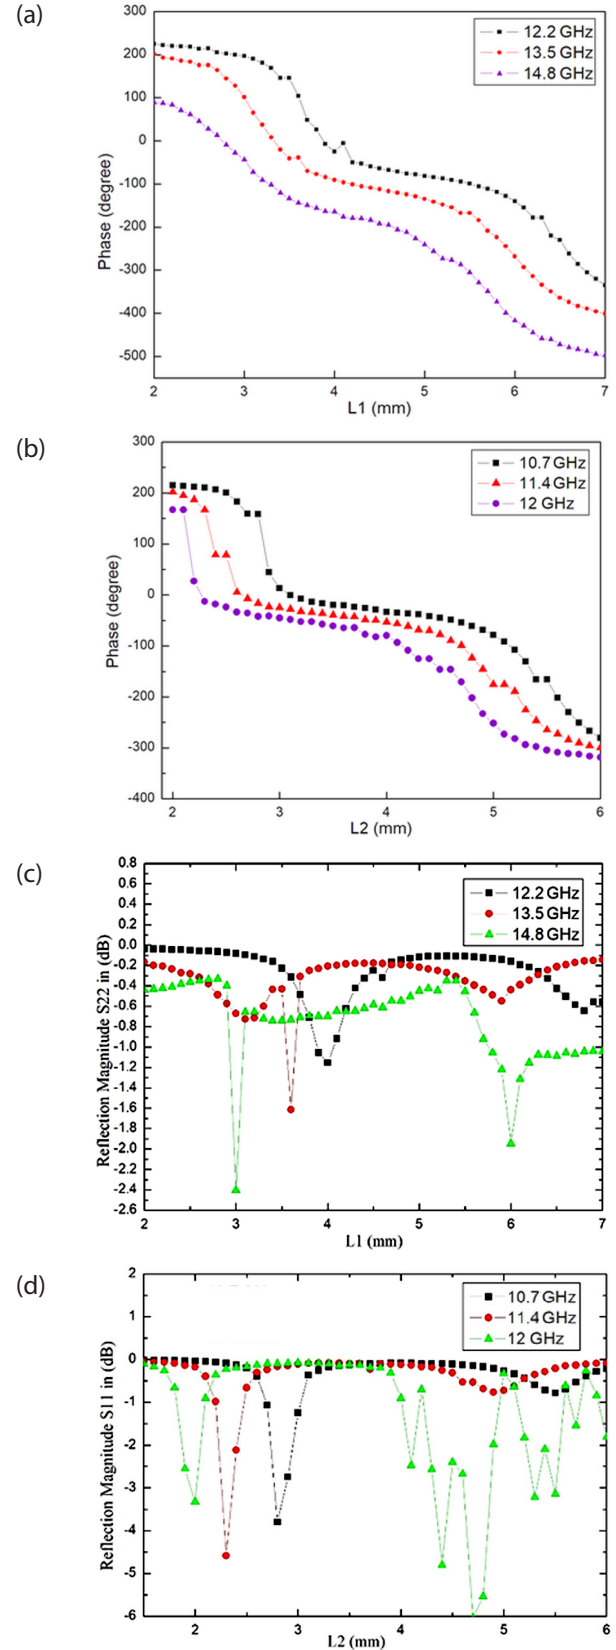 (a)
300
200
100
0
-100
-200
-300
-400
-500
Phase (degree)
12.2 GHz
13.5 GHz
14.8 GHz
2 3 4 5 6 7
L1 (mm)
(b)
300
200
100
0
-100
-200
-300
-400
Phase (degree)
10.7 GHz
11.4 GHz
12 GHz
2 3 4 5 6
L2 (mm)
(c)
0.8
0.6
0.4
0.2
0.0
-0.2
-0.4
-0.6
-0.8
-1.0
-1.2
-1.4
-1.6
-1.8
-2.0
-2.2
-2.4
-2.6
Reflection Magnitude S22 in (dB)
12.2 GHz
13.5 GHz
14.8 GHz
2 3 4 5 6 7
L1 (mm)
(d)
2
1
0
-1
-2
-3
-4
-5
-6
Reflection Magnitude S11 in (dB)
10.7 GHz
11.4 GHz
12 GHz
2 3 4 5 6
L2 (mm)